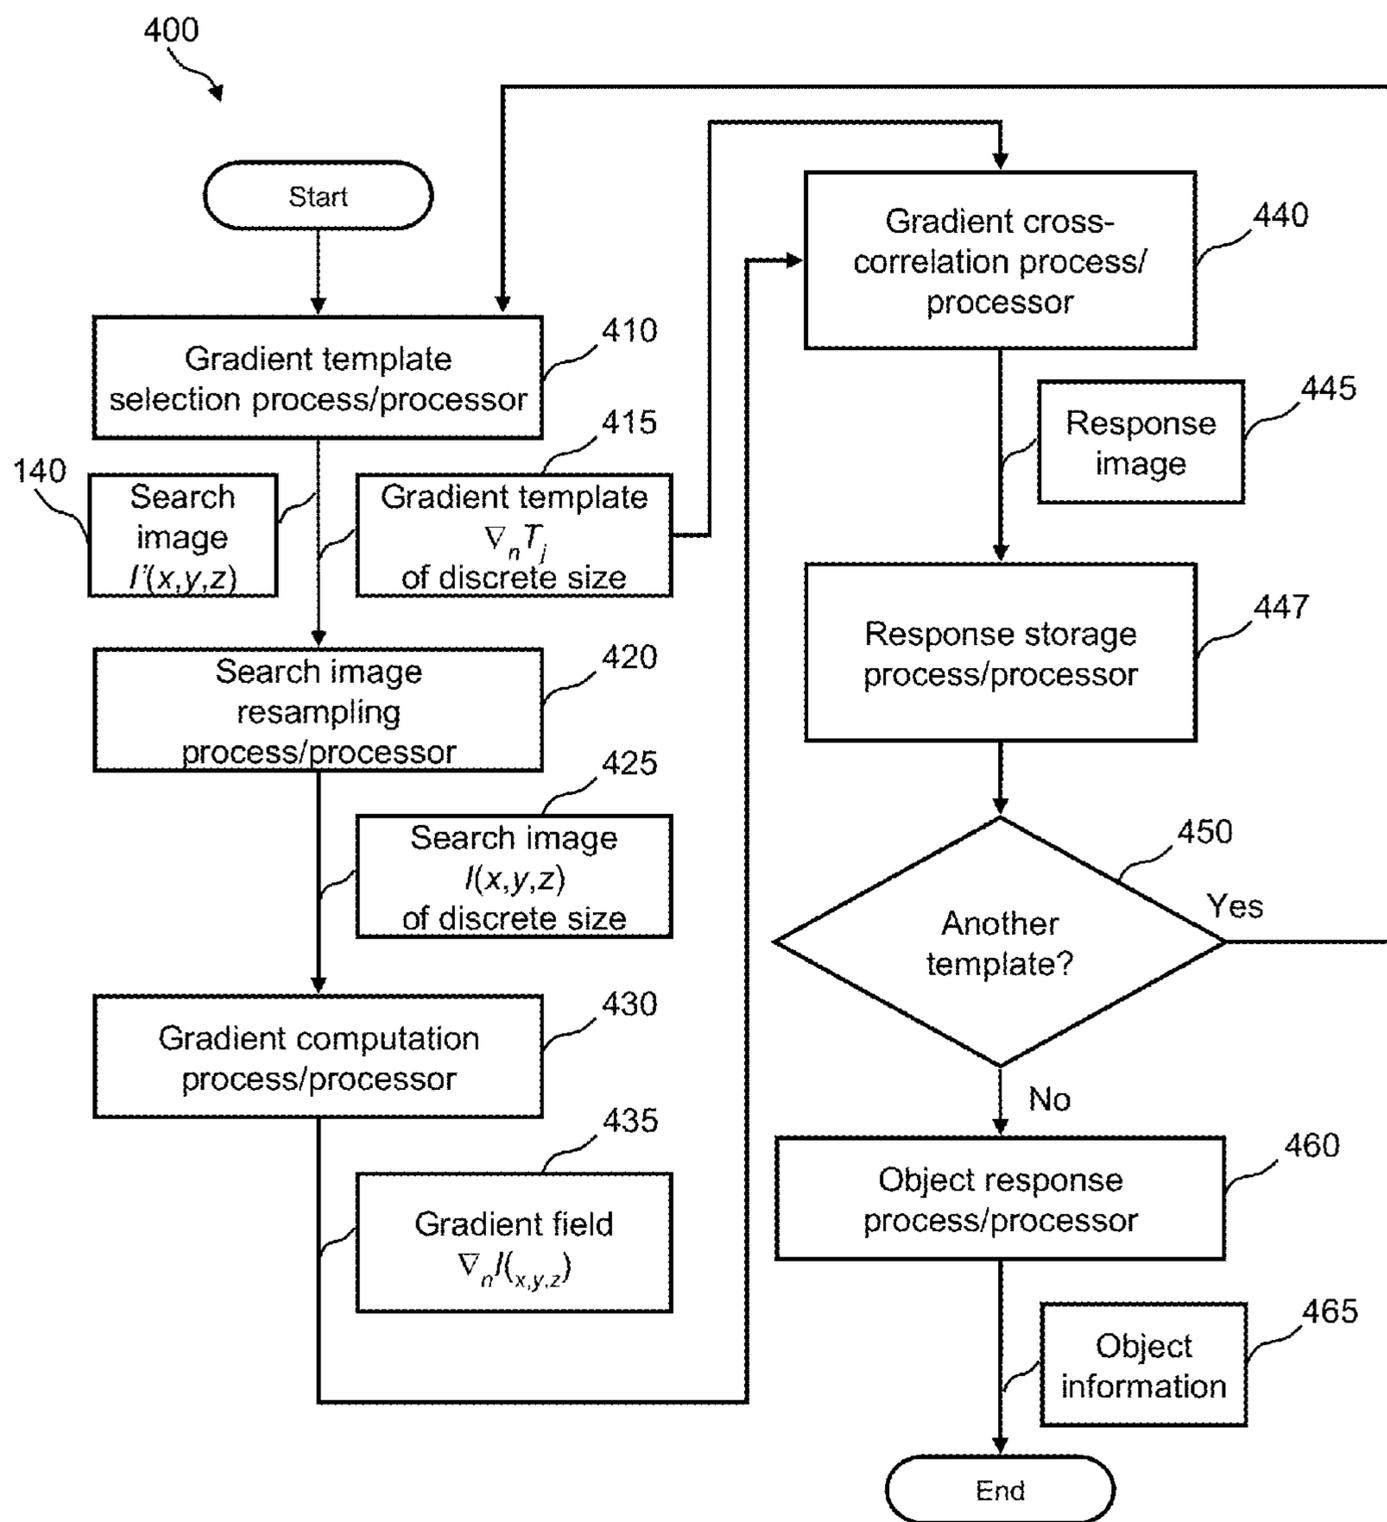 400
Start
Gradient template
selection process/processor
410
140
Search
image
I'(x,y,z)
415
Gradient template
∇nTj
of discrete size
Search image
resampling
process/processor
420
425
Search image
I(x,y,z)
of discrete size
Gradient computation
process/processor
430
435
Gradient field
∇nI(x,y,z)
Gradient cross-
correlation process/
processor
440
445
Response
image
Response storage
process/processor
447
450
Another
template?
Yes
No
Object response
process/processor
460
465
Object
information
End